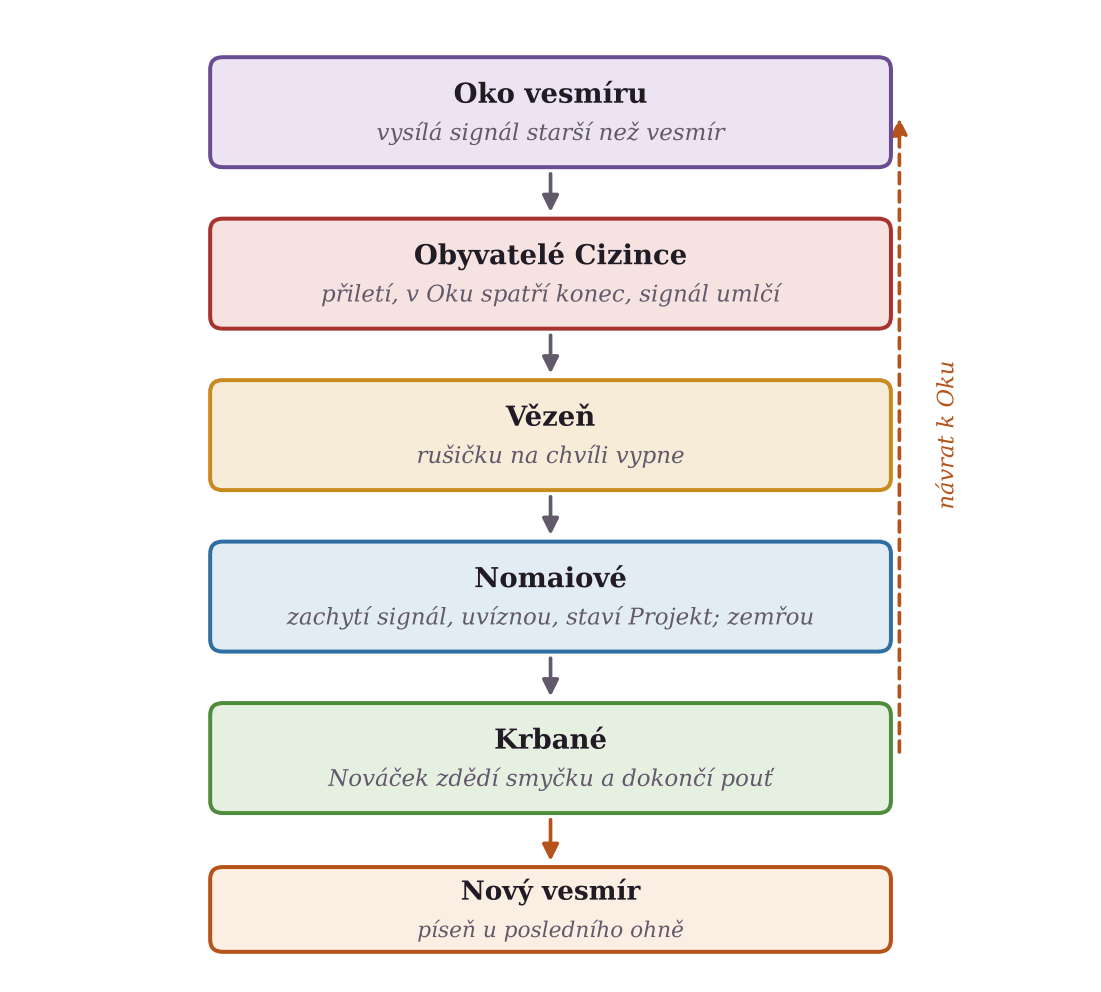 Oko vesmíru
vysílá signál starší než vesmír
Obyvatelé Cizince
přiletí, v Oku spatří konec, signál umlčí
Vězeň
rušičku na chvíli vypne
návrat k Oku
Nomaiové
zachytí signál, uvíznou, staví Projekt; zemřou
Krbané
Nováček zdědí smyčku a dokončí pouť
Nový vesmír
píseň u posledního ohně